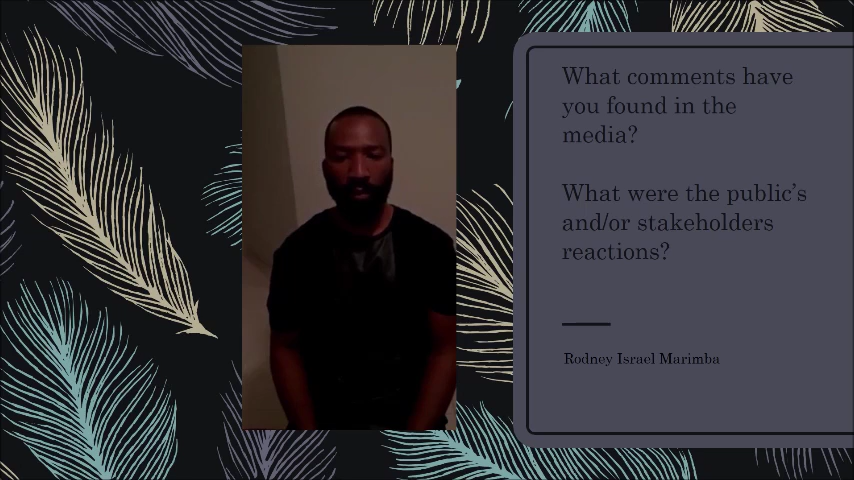 What comments have
you found in the
media?
What were the public's
and/or stakeholders
reactions?
Rodney Israel Marimba